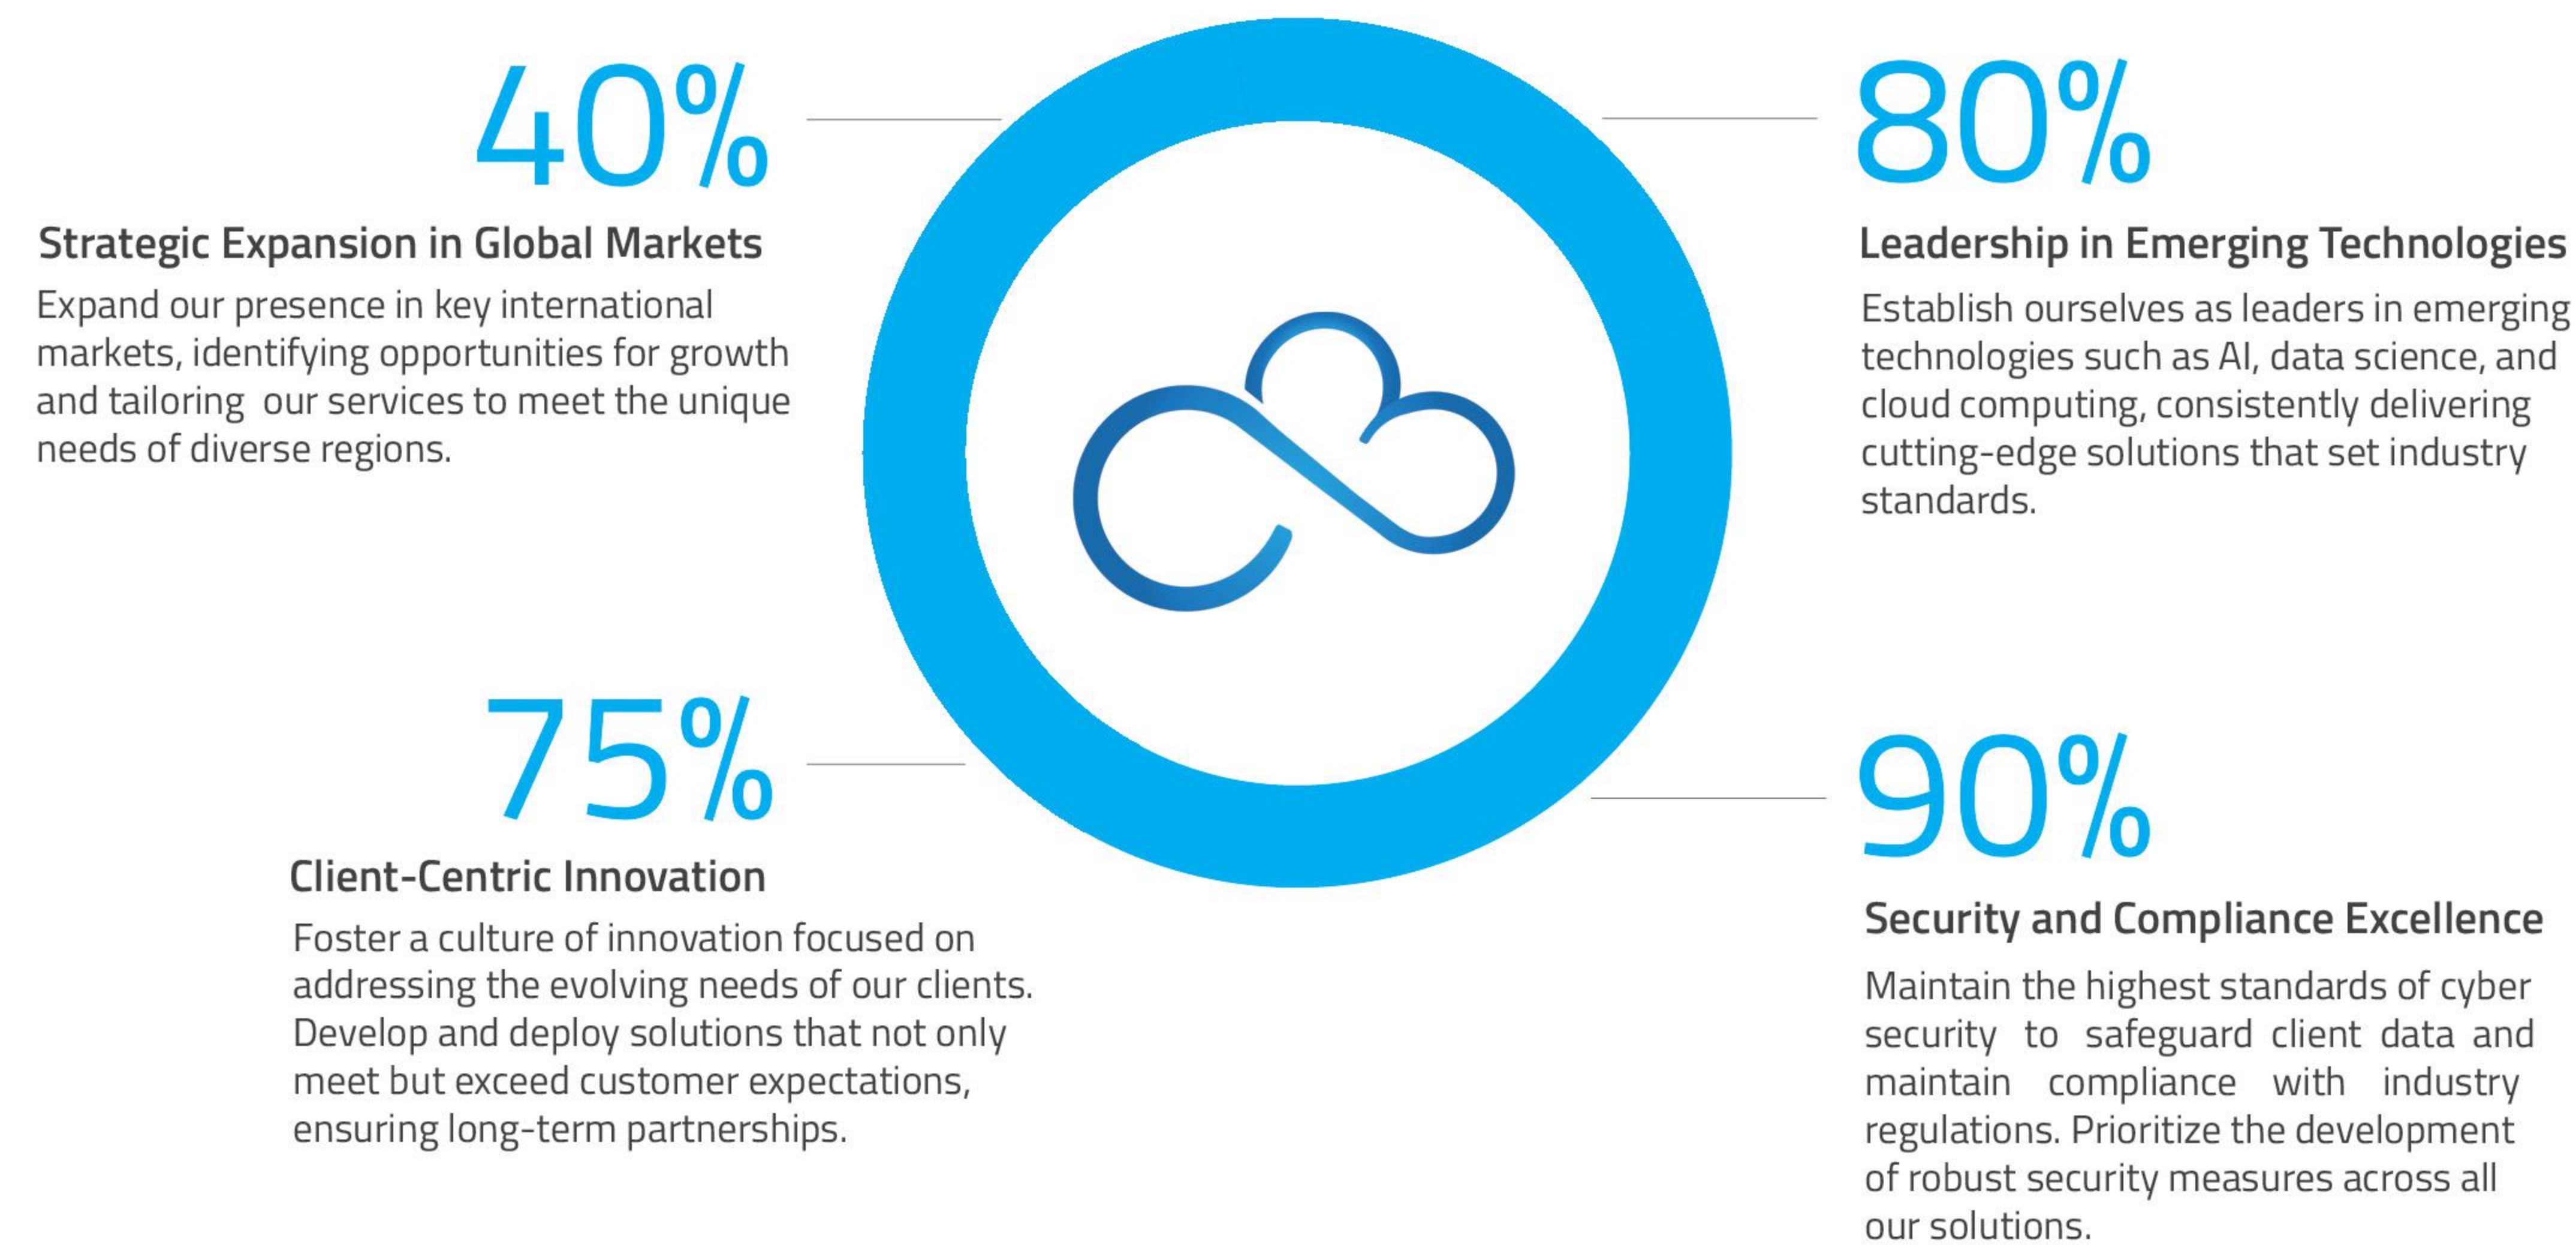 40%
Strategic Expansion in Global Markets
Expand our presence in key international
markets, identifying opportunities for growth
and tailoring our services to meet the unique
needs of diverse regions.
80%
Leadership in Emerging Technologies
Establish ourselves as leaders in emerging
technologies such as AI, data science, and
cloud computing, consistently delivering
cutting-edge solutions that set industry
standards.
75%
Client-Centric Innovation
Foster a culture of innovation focused on
addressing the evolving needs of our clients.
Develop and deploy solutions that not only
meet but exceed customer expectations,
ensuring long-term partnerships.
90%
Security and Compliance Excellence
Maintain the highest standards of cyber
security to safeguard client data and
maintain compliance with industry
regulations. Prioritize the development
of robust security measures across all
our solutions.